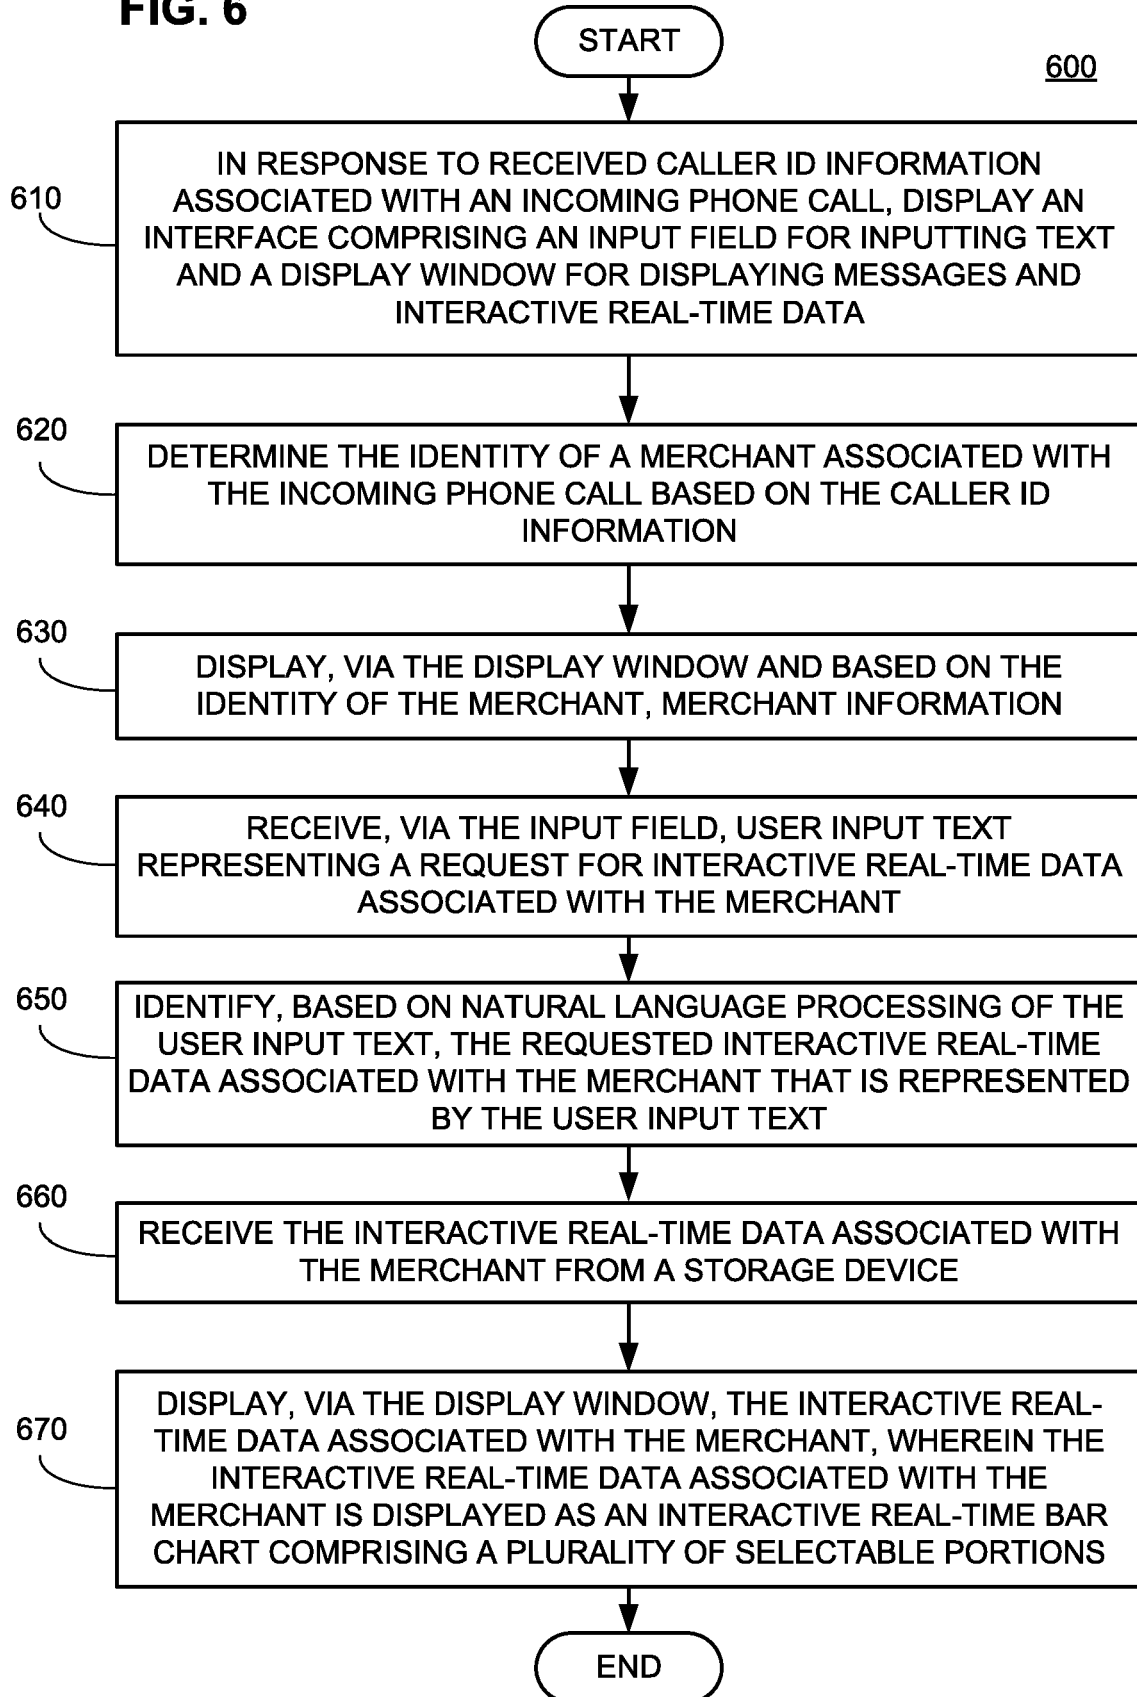 FIG. 6
START
600
610
IN RESPONSE TO RECEIVED CALLER ID INFORMATION
ASSOCIATED WITH AN INCOMING PHONE CALL, DISPLAY AN
INTERFACE COMPRISING AN INPUT FIELD FOR INPUTTING TEXT
AND A DISPLAY WINDOW FOR DISPLAYING MESSAGES AND
INTERACTIVE REAL-TIME DATA
620
DETERMINE THE IDENTITY OF A MERCHANT ASSOCIATED WITH
THE INCOMING PHONE CALL BASED ON THE CALLER ID
INFORMATION
630
DISPLAY, VIA THE DISPLAY WINDOW AND BASED ON THE
IDENTITY OF THE MERCHANT, MERCHANT INFORMATION
640
RECEIVE, VIA THE INPUT FIELD, USER INPUT TEXT
REPRESENTING A REQUEST FOR INTERACTIVE REAL-TIME DATA
ASSOCIATED WITH THE MERCHANT
650
IDENTIFY, BASED ON NATURAL LANGUAGE PROCESSING OF THE
USER INPUT TEXT, THE REQUESTED INTERACTIVE REAL-TIME
DATA ASSOCIATED WITH THE MERCHANT THAT IS REPRESENTED
BY THE USER INPUT TEXT
660
RECEIVE THE INTERACTIVE REAL-TIME DATA ASSOCIATED WITH
THE MERCHANT FROM A STORAGE DEVICE
670
DISPLAY, VIA THE DISPLAY WINDOW, THE INTERACTIVE REAL-
TIME DATA ASSOCIATED WITH THE MERCHANT, WHEREIN THE
INTERACTIVE REAL-TIME DATA ASSOCIATED WITH THE
MERCHANT IS DISPLAYED AS AN INTERACTIVE REAL-TIME BAR
CHART COMPRISING A PLURALITY OF SELECTABLE PORTIONS
END